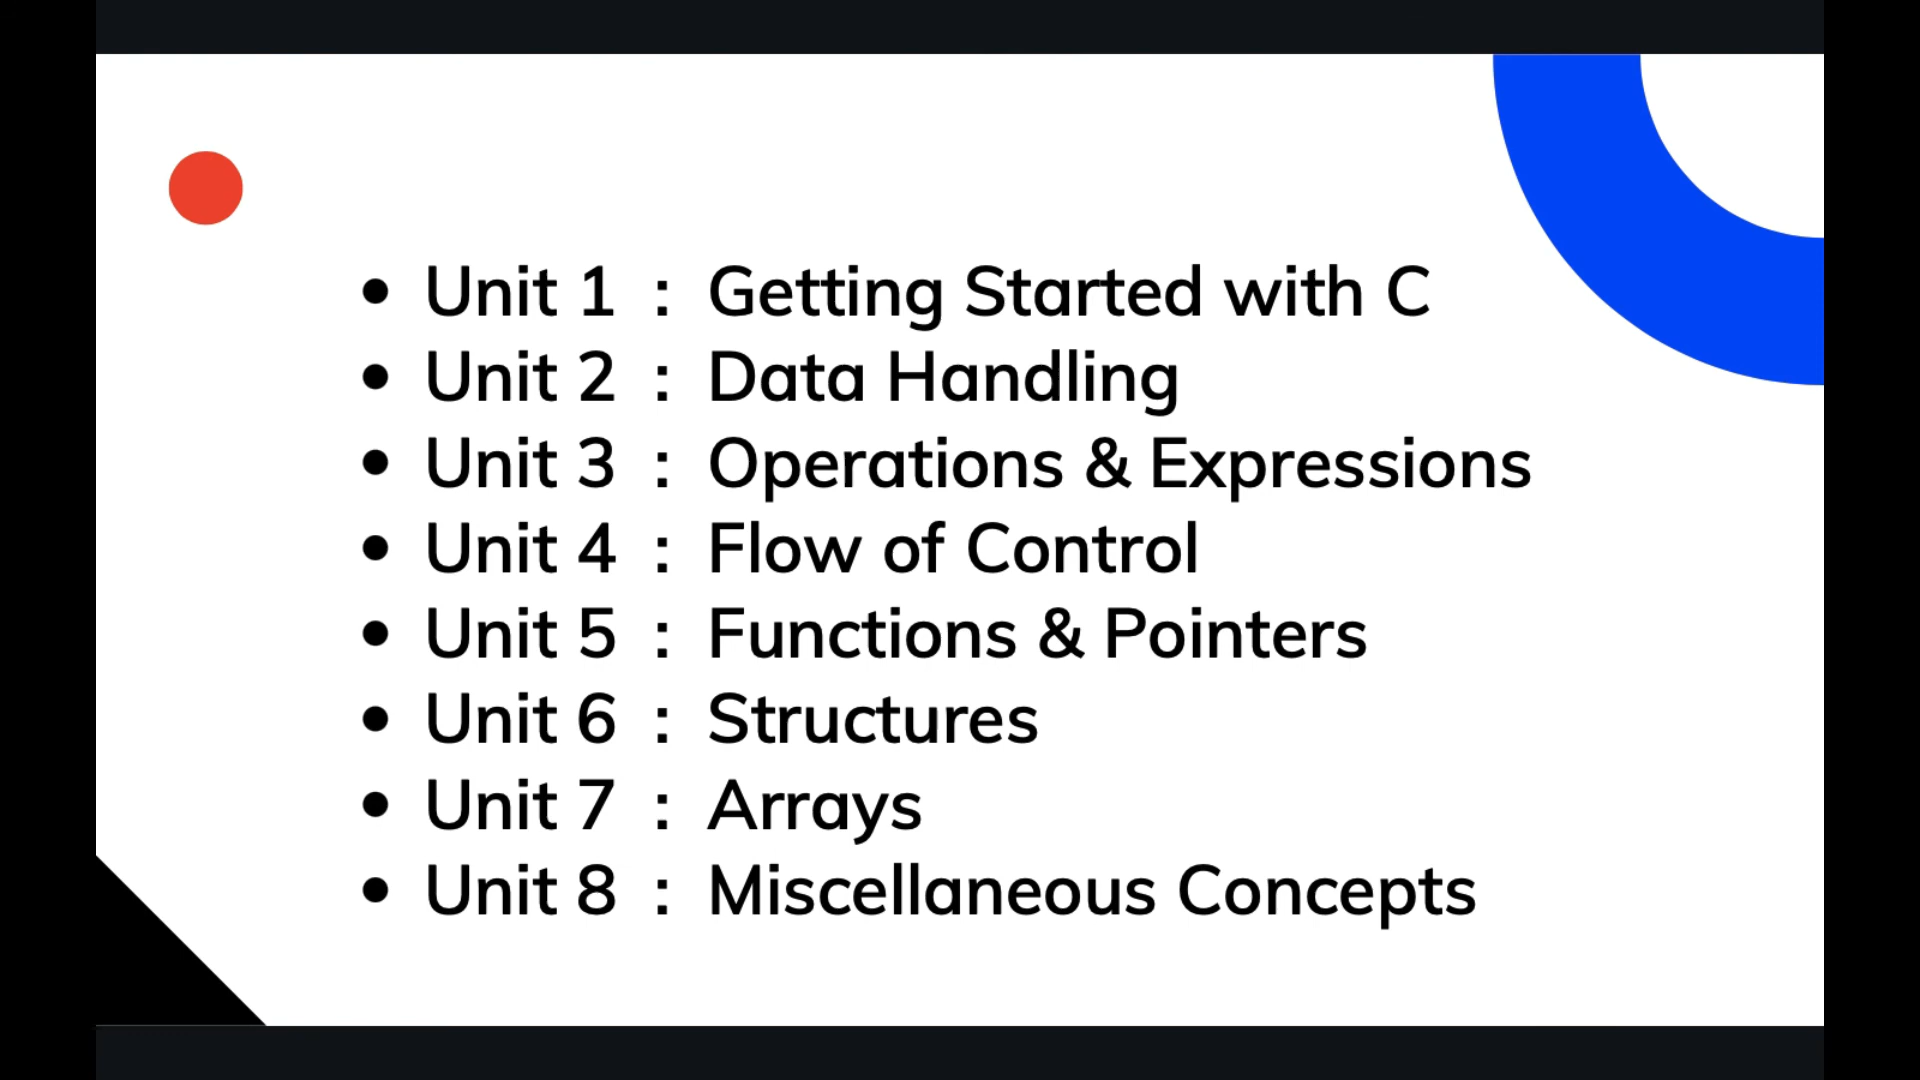 • Unit 1 : Getting Started with C
• Unit 2 : Data Handling
• Unit 3 : Operations & Expressions
• Unit 4 : Flow of Control
• Unit 5 : Functions & Pointers
• Unit 6 : Structures
• Unit 7 : Arrays
• Unit 8 : Miscellaneous Concepts